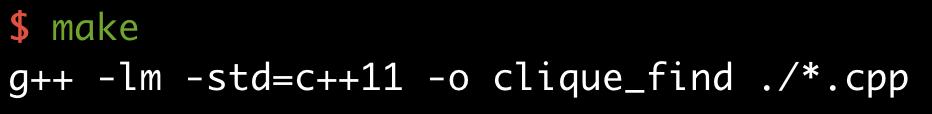 $ make
g++ -lm -std=c++11 -o clique_find ./*.cpp